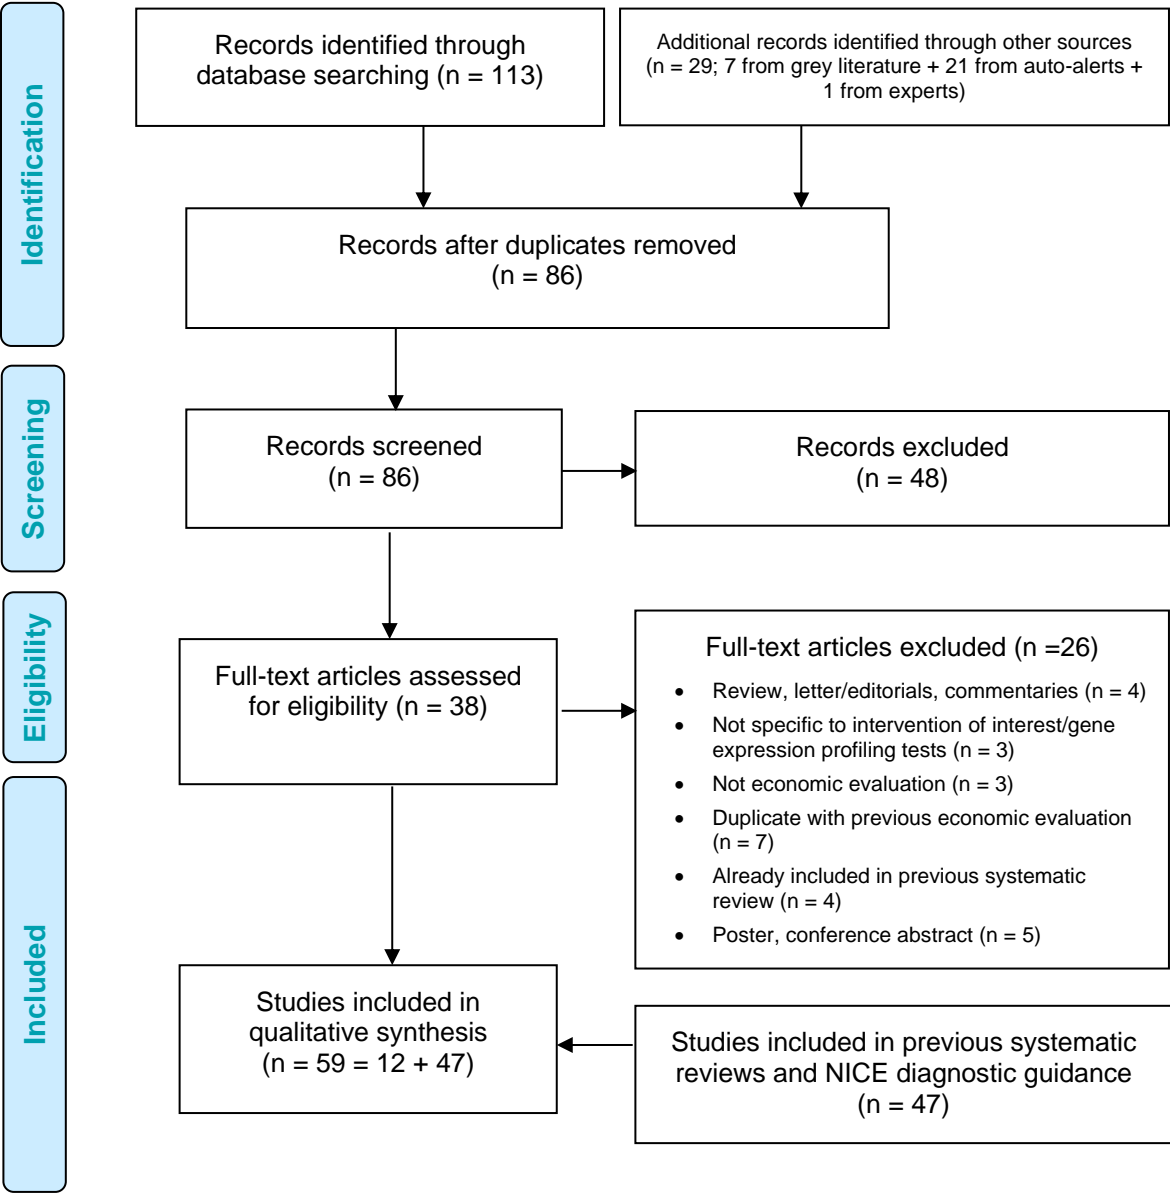 Identification
Records identified through
database searching (n = 113)
Additional records identified through other sources
(n = 29; 7 from grey literature + 21 from auto-alerts +
1 from experts)
Records after duplicates removed
(n = 86)
Screening
Records screened
(n = 86)
Records excluded
(n = 48)
Eligibility
Full-text articles assessed
for eligibility (n = 38)
Full-text articles excluded (n =26)
• Review, letter/editorials, commentaries (n = 4)
• Not specific to intervention of interest/gene
expression profiling tests (n = 3)
• Not economic evaluation (n = 3)
• Duplicate with previous economic evaluation
(n = 7)
• Already included in previous systematic
review (n = 4)
• Poster, conference abstract (n = 5)
Included
Studies included in
qualitative synthesis
(n = 59 = 12 + 47)
Studies included in previous systematic
reviews and NICE diagnostic guidance
(n = 47)